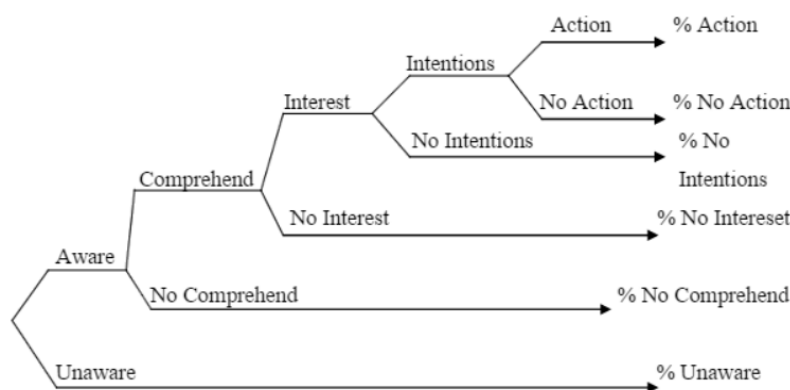 Action % Action
Intentions
Interest No Action % No Action
No Intentions % No
Comprehend Intentions
No Interest % No Intereset
Aware
No Comprehend % No Comprehend
Unaware % Unaware